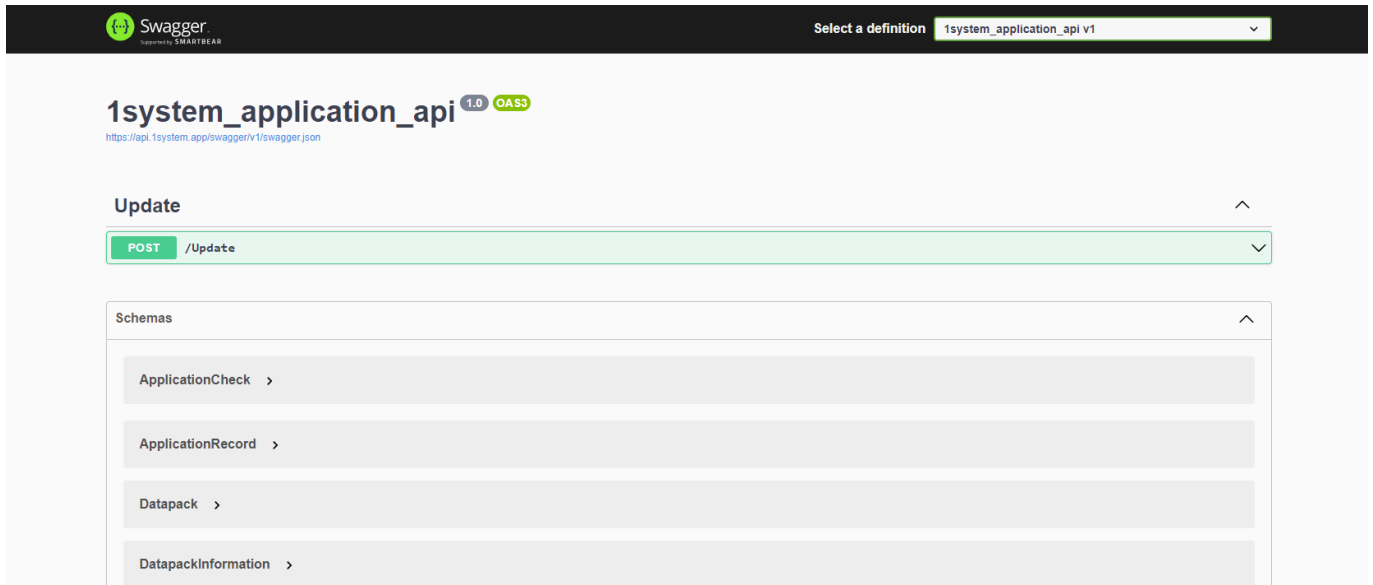 Swagger.
Supported by SMARTBEAR
Select a definition
1system_application_api v1
1system_application_api 1.0 OAS3
https://api.1system.app/swagger/v1/swagger.json
Update
POST /Update
Schemas
ApplicationCheck
ApplicationRecord
Datapack
DatapackInformation